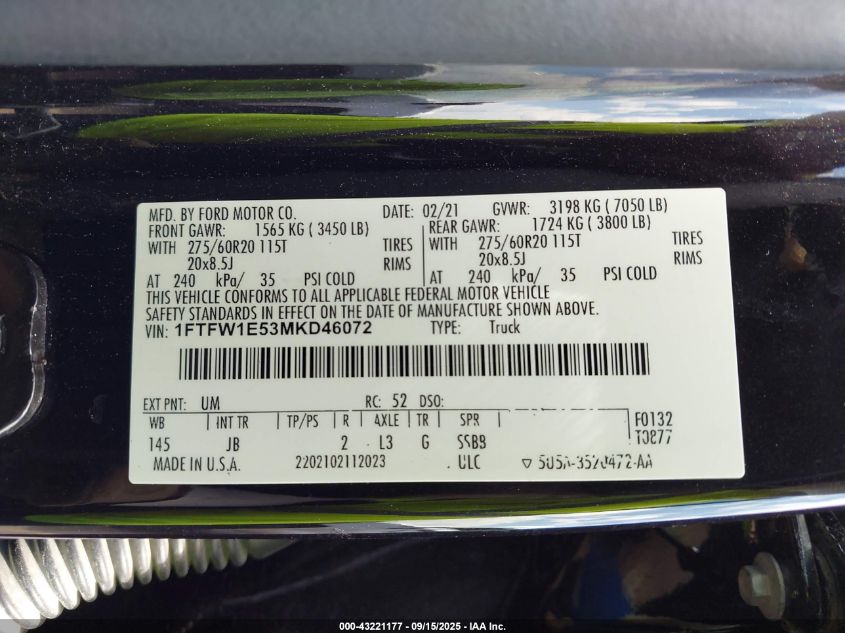 MFD. BY FORD MOTOR CO. DATE: 02/21 GVWR: 3198 KG ( 7050 LB)
FRONT GAWR: 1565 KG ( 3450 LB) REAR GAWR: 1724 KG ( 3800 LB)
WITH 275/60R20 115T TIRES WITH 275/60R20 115T TIRES
20x8.5J RIMS 20x8.5J RIMS
AT 240 kPa/ 35 PSI COLD AT 240 kPa/ 35 PSI COLD
THIS VEHICLE CONFORMS TO ALL APPLICABLE FEDERAL MOTOR VEHICLE
SAFETY STANDARDS IN EFFECT ON THE DATE OF MANUFACTURE SHOWN ABOVE.
VIN: 1FTFW1E53MKD46072 TYPE: Truck
EXT PNT: UM RC: 52 DSO:
WB INT TR TP/PS R AXLE TR SPR F0132
145 JB 2 L3 G SSB9 T0877
MADE IN U.S.A. 2202102112023 ULC
000-43221177 - 09/15/2025 - IAA Inc.